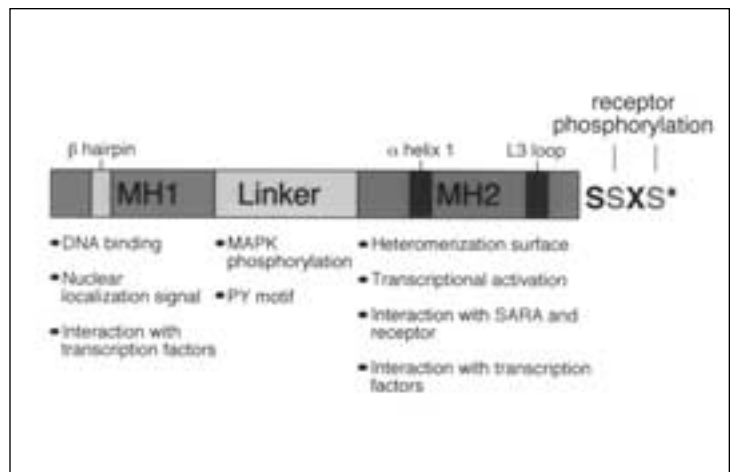 receptor
phosphorylation
β hairpin
α helix 1
L3 loop
MH1
Linker
MH2
SSXS*
•DNA binding
•Nuclear
localization signal
•Interaction with
transcription factors
•MAPK
phosphorylation
•PY motif
•Heteromerization surface
•Transcriptional activation
•Interaction with SARA and
receptor
•Interaction with transcription
factors